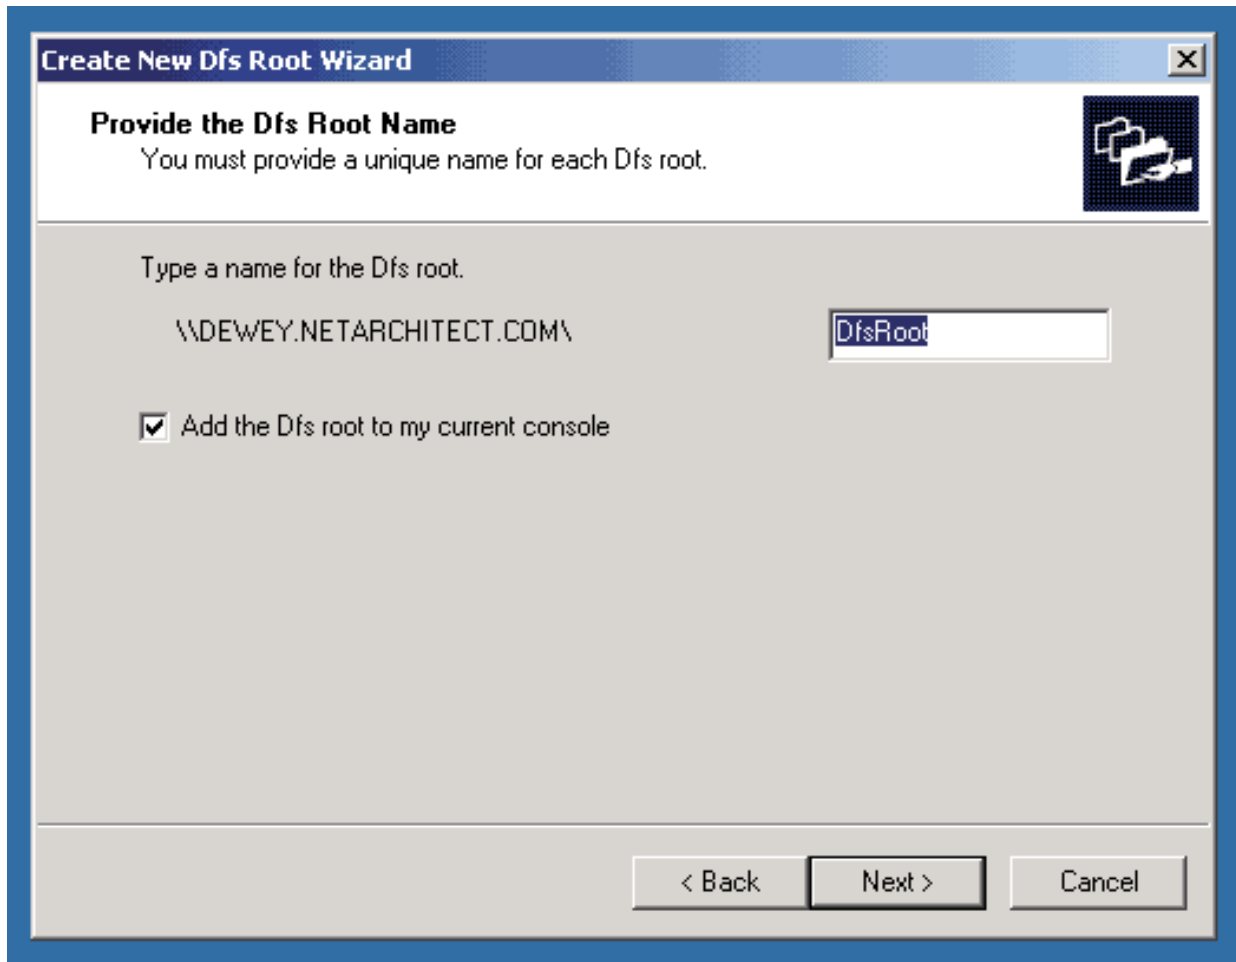 Create New Dfs Root Wizard
Provide the Dfs Root Name
You must provide a unique name for each Dfs root.
Type a name for the Dfs root.
\\DEWEY.NETARCHITECT.COM\ DfsRoot
Add the Dfs root to my current console
< Back Next > Cancel